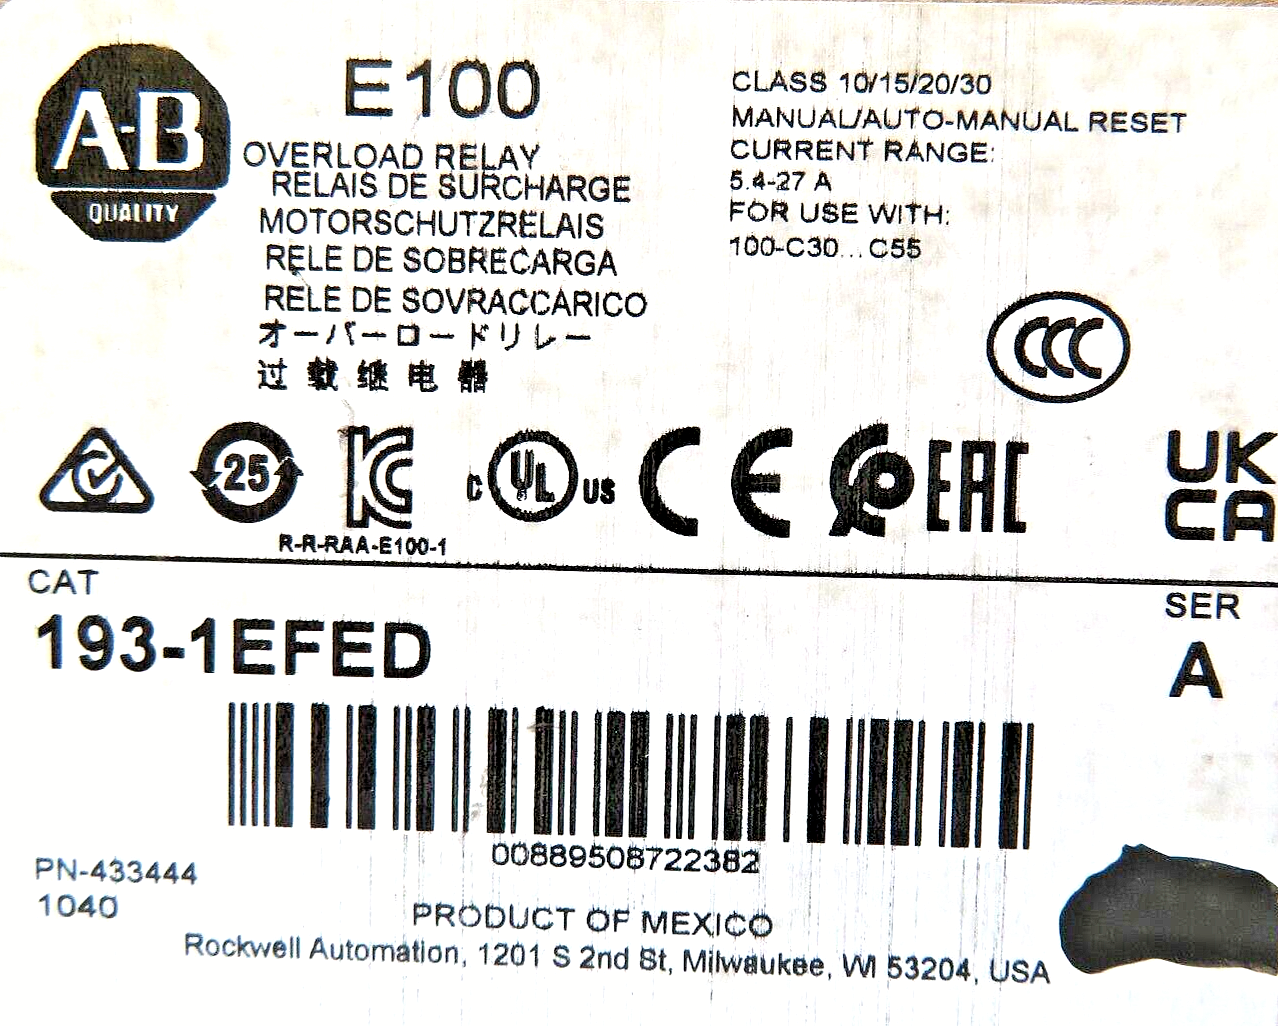 A-B
QUALITY
E100
OVERLOAD RELAY
RELAIS DE SURCHARGE
MOTORSCHUTZRELAIS
RELE DE SOBRECARGA
RELE DE SOVRACCARICO
オーバーロードリレー
过载继电器
CLASS 10/15/20/30
MANUAL/AUTO-MANUAL RESET
CURRENT RANGE:
5.4-27 A
FOR USE WITH:
100-C30...C55
CCC
25
KC
R-R-RAA-E100-1
C UL US
CE
EAC
UK
CA
CAT
193-1EFED
SER
A
00889508722382
PN-433444
1040
PRODUCT OF MEXICO
Rockwell Automation, 1201 S 2nd St, Milwaukee, WI 53204, USA